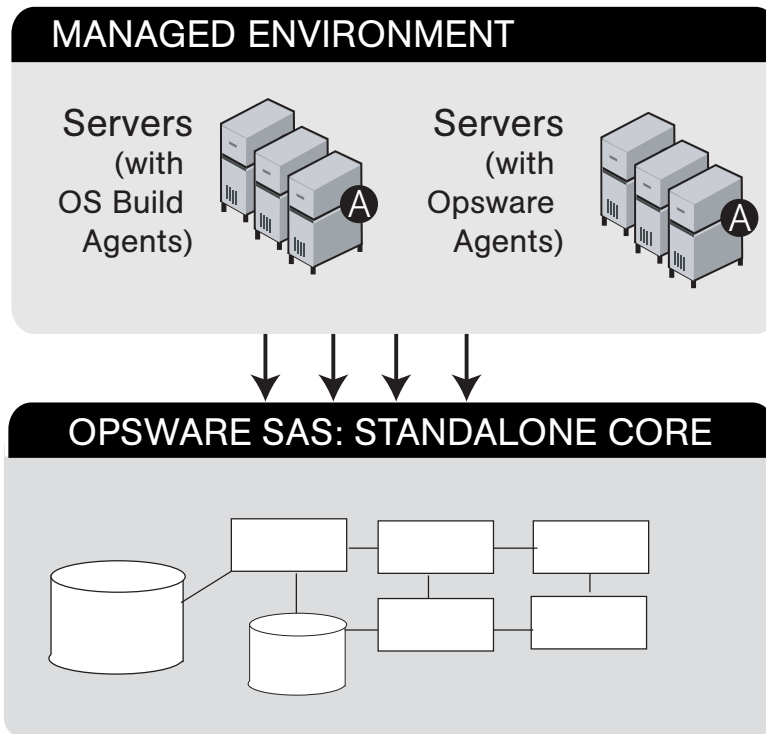 MANAGED ENVIRONMENT
Servers
(with
OS Build
Agents)
A
Servers
(with
Opsware
Agents)
A
OPSWARE SAS: STANDALONE CORE